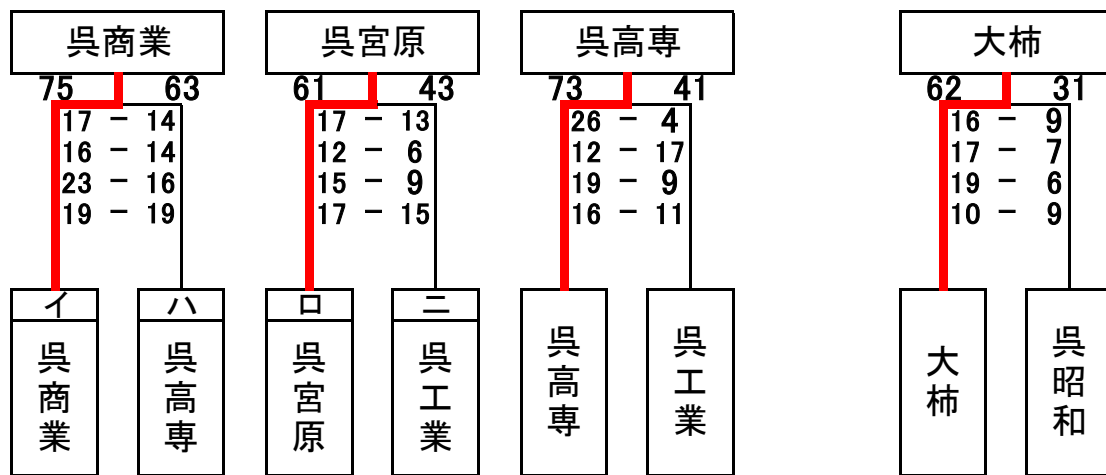 呉商業 呉宮原 呉高専 大柿
75 63 61 43 73 41 62 31
17 － 14 17 － 13 26 － 4 16 － 9
16 － 14 12 － 6 12 － 17 17 － 7
23 － 16 15 － 9 19 － 9 19 － 6
19 － 19 17 － 15 16 － 11 10 － 9
イ ハ ロ ニ
呉商業 呉高専 呉宮原 呉工業 呉高専 呉工業 大柿 呉昭和